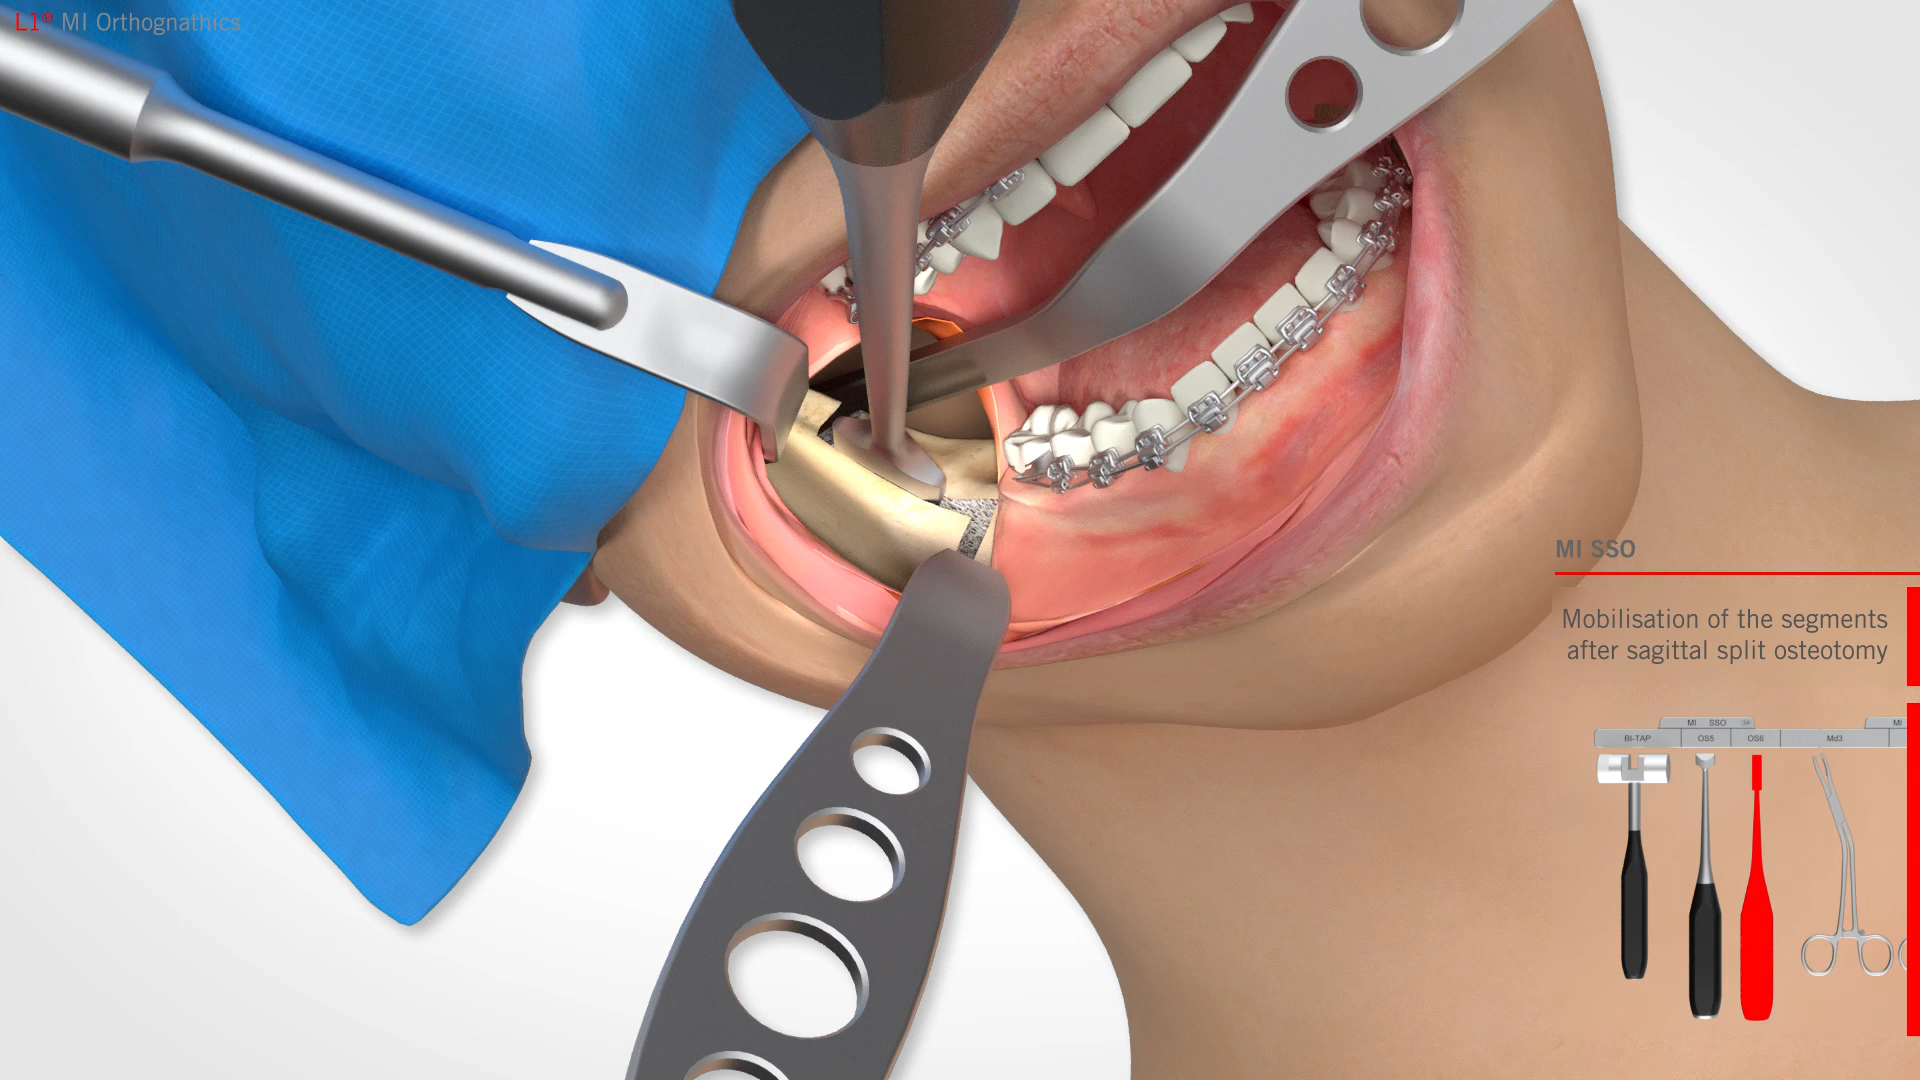 L1® MI Orthognathics
MI SSO
Mobilisation of the segments
after sagittal split osteotomy
MI SSO
MI
BI-TAP OS5 OS6 Md3